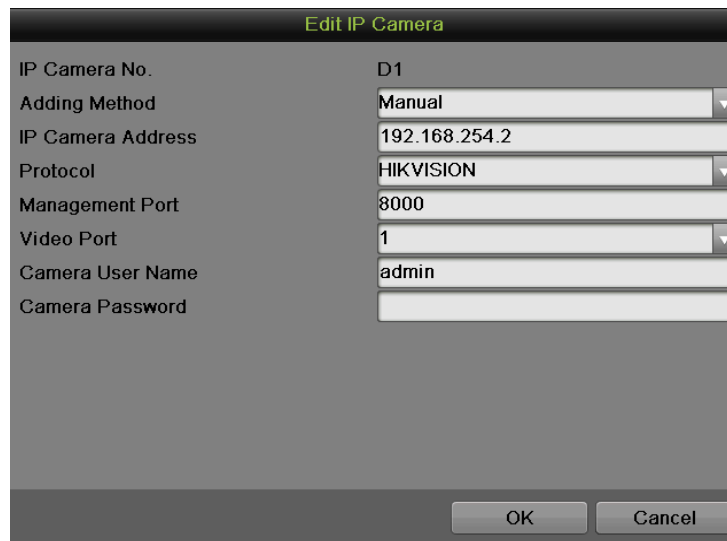 Edit IP Camera
IP Camera No. D1
Adding Method Manual
IP Camera Address 192.168.254.2
Protocol HIKVISION
Management Port 8000
Video Port 1
Camera User Name admin
Camera Password
OK Cancel